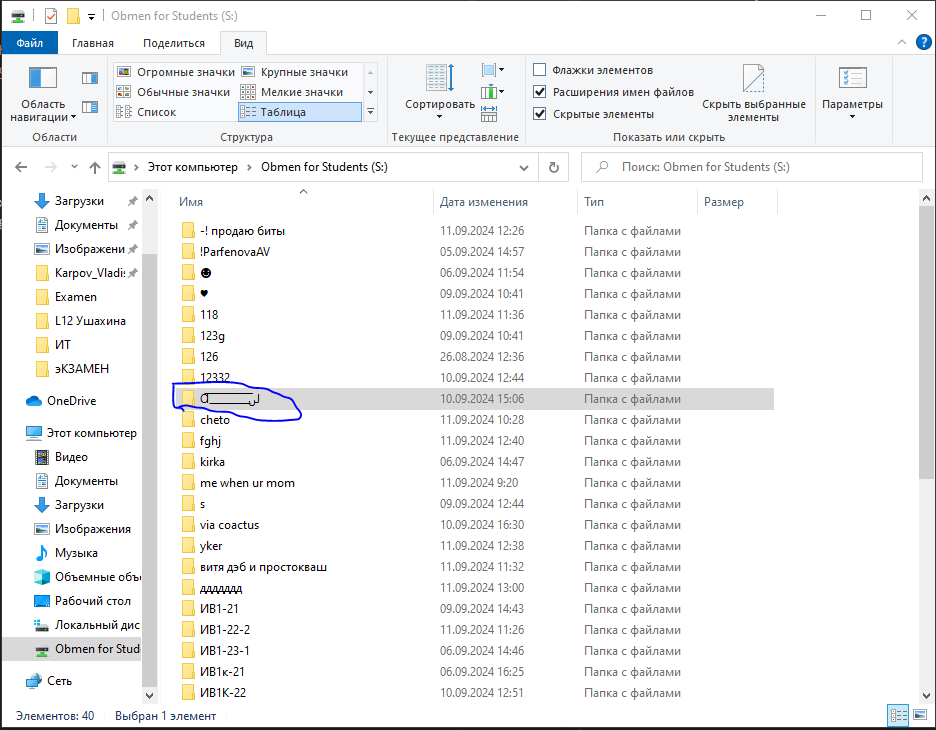 Obmen for Students (S:)
Файл Главная Поделиться Вид
Огромные значки Крупные значки
Обычные значки Мелкие значки
Список Таблица
Область навигации
Области
Структура
Сортировать
Текущее представление
Флажки элементов
Расширения имен файлов
Скрытые элементы
Скрыть выбранные элементы
Показать или скрыть
Параметры
Этот компьютер Obmen for Students (S:)
Поиск: Obmen for Students (S:)
Загрузки
Документы
Изображени
Karpov_Vladi
Examen
L12 Ушахина
ИТ
эКЗАМЕН
OneDrive
Этот компьютер
Видео
Документы
Загрузки
Изображения
Музыка
Объемные объ
Рабочий стол
Локальный дис
Obmen for Stud
Сеть
Имя Дата изменения Тип Размер
-! продаю биты 11.09.2024 12:26 Папка с файлами
!ParfenovaAV 05.09.2024 14:57 Папка с файлами
☻ 06.09.2024 11:54 Папка с файлами
♥ 09.09.2024 10:41 Папка с файлами
118 11.09.2024 11:36 Папка с файлами
123g 09.09.2024 10:41 Папка с файлами
126 26.08.2024 12:36 Папка с файлами
12332 10.09.2024 12:44 Папка с файлами
10.09.2024 15:06 Папка с файлами
cheto 11.09.2024 10:28 Папка с файлами
fghj 11.09.2024 12:40 Папка с файлами
kirka 06.09.2024 14:47 Папка с файлами
me when ur mom 11.09.2024 9:20 Папка с файлами
s 09.09.2024 12:44 Папка с файлами
via coactus 10.09.2024 16:30 Папка с файлами
yker 11.09.2024 12:38 Папка с файлами
витя дэб и простокваш 11.09.2024 11:32 Папка с файлами
ддддддд 11.09.2024 13:00 Папка с файлами
ИВ1-21 09.09.2024 14:43 Папка с файлами
ИВ1-22-2 11.09.2024 11:26 Папка с файлами
ИВ1-23-1 06.09.2024 14:46 Папка с файлами
ИВ1к-21 06.09.2024 16:25 Папка с файлами
ИВ1К-22 10.09.2024 12:51 Папка с файлами
Элементов: 40 Выбран 1 элемент